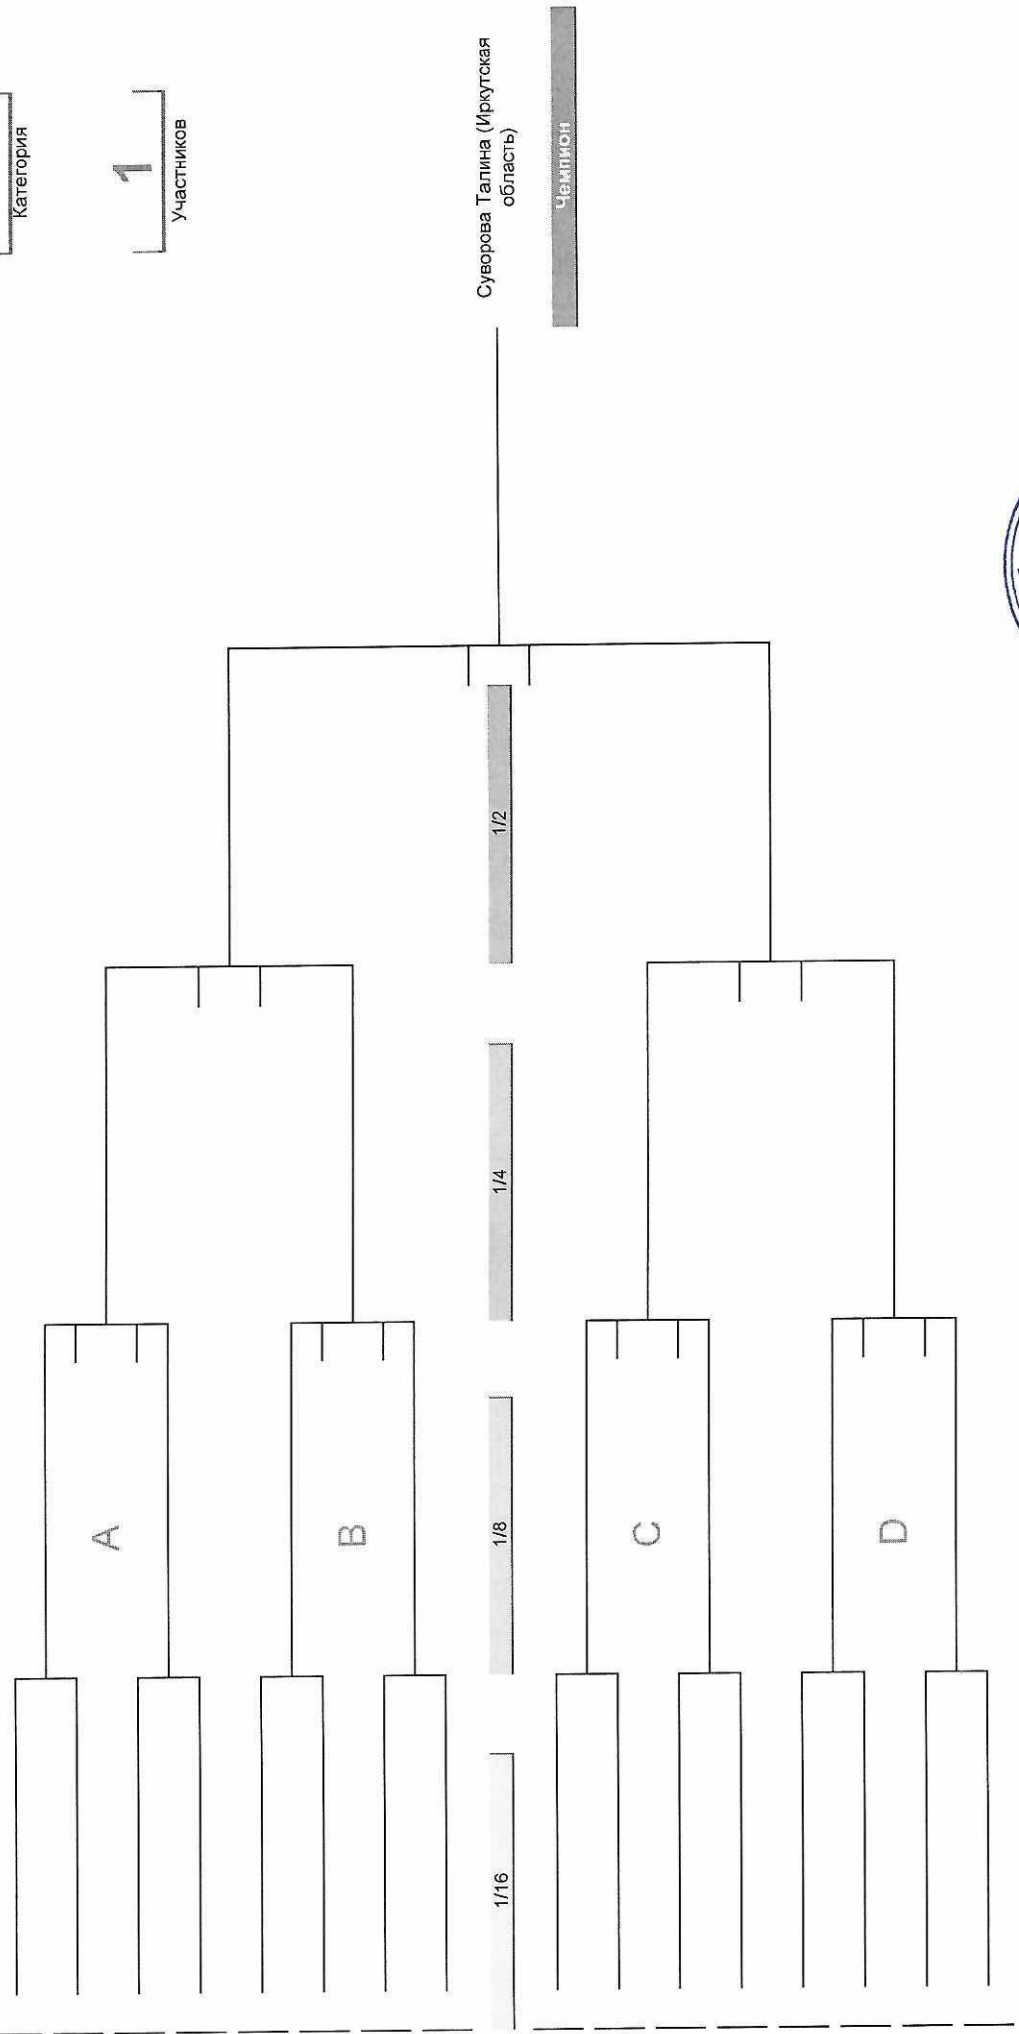 Категория
1
Участников
Суворова Талина (Иркутская
область)
Чемпион
1/2
1/4
1/8
1/16
A
B
C
D